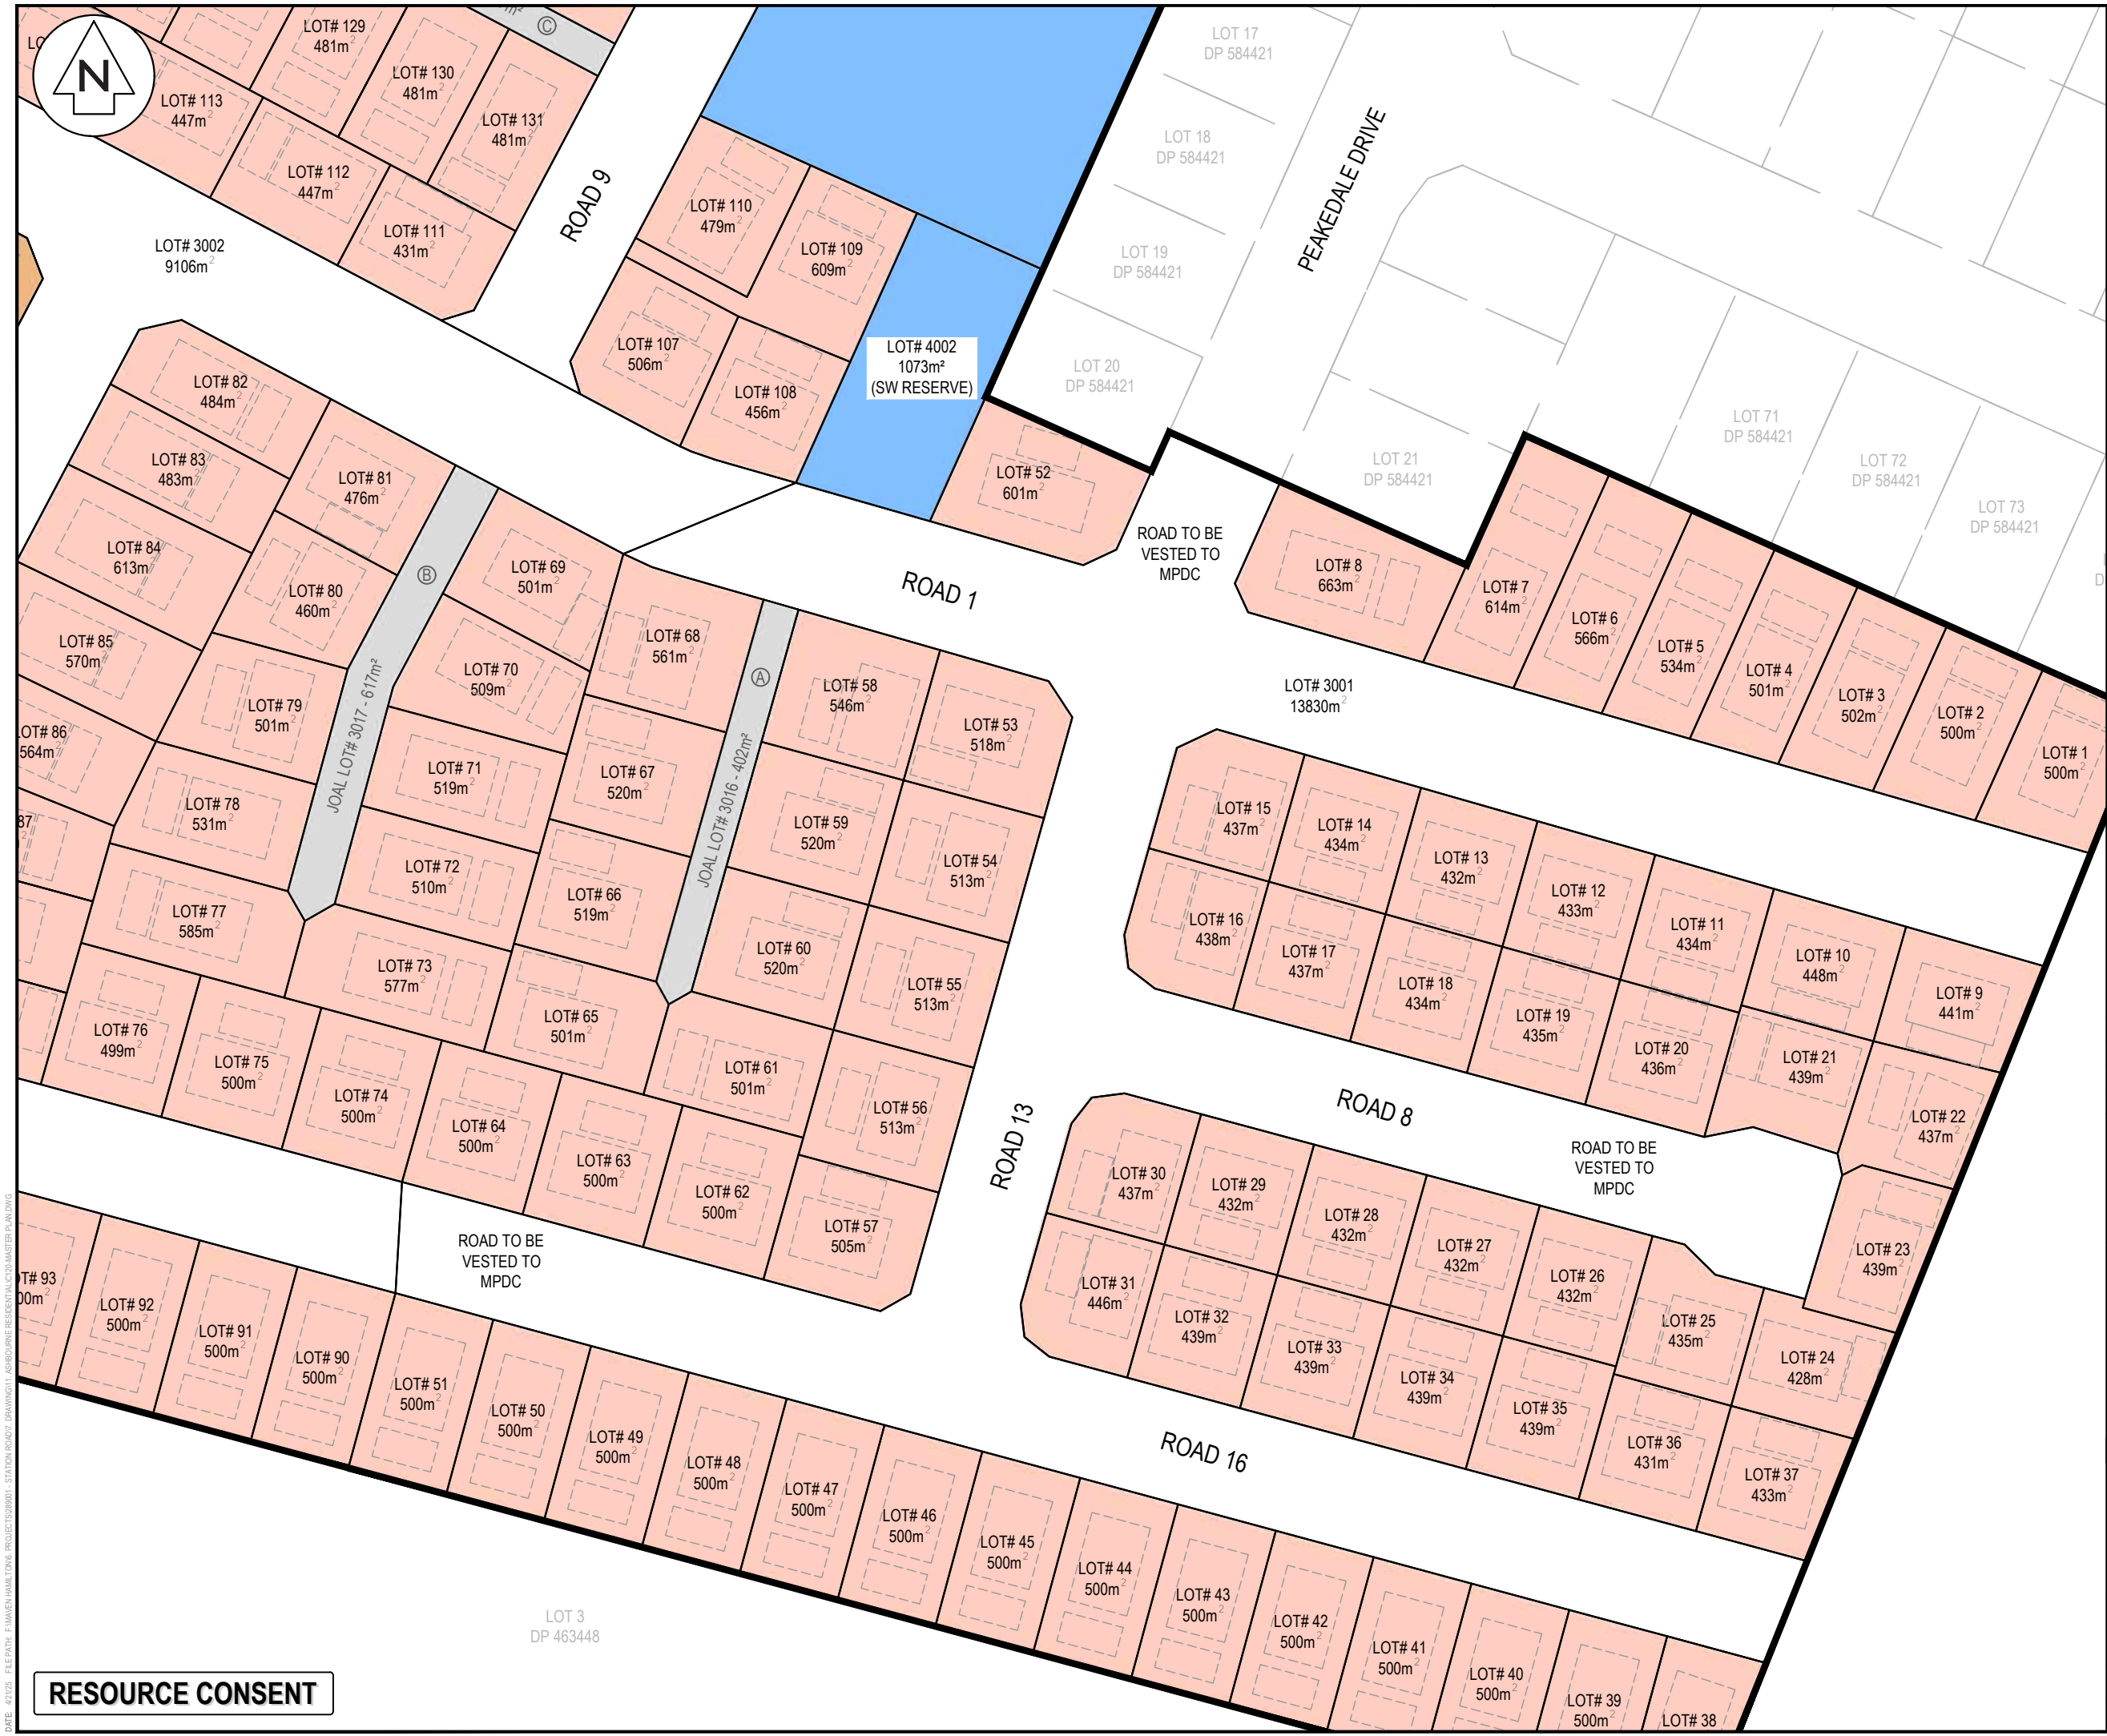 N
LOT# 129
481m²
LOT# 130
481m²
LOT# 131
481m²
LOT# 113
447m²
LOT# 112
447m²
LOT# 111
431m²
LOT# 3002
9106m²
Ⓒ
ROAD 9
LOT# 110
479m²
LOT# 109
609m²
LOT# 107
506m²
LOT# 108
456m²
LOT# 4002
1073m²
(SW RESERVE)
LOT 17
DP 584421
LOT 18
DP 584421
LOT 19
DP 584421
LOT 20
DP 584421
PEAKEDALE DRIVE
LOT 21
DP 584421
LOT 71
DP 584421
LOT 72
DP 584421
LOT 73
DP 584421
LOT# 52
601m²
ROAD TO BE
VESTED TO
MPDC
LOT# 8
663m²
LOT# 7
614m²
LOT# 6
566m²
LOT# 5
534m²
LOT# 4
501m²
LOT# 3
502m²
LOT# 2
500m²
LOT# 1
500m²
LOT# 82
484m²
LOT# 83
483m²
LOT# 84
613m²
LOT# 85
570m²
LOT# 86
564m²
87
LOT# 81
476m²
LOT# 80
460m²
LOT# 79
501m²
LOT# 78
531m²
LOT# 77
585m²
LOT# 76
499m²
LOT# 75
500m²
LOT# 74
500m²
Ⓑ
JOAL LOT# 3017 - 617m²
LOT# 69
501m²
LOT# 70
509m²
LOT# 71
519m²
LOT# 72
510m²
LOT# 73
577m²
LOT# 68
561m²
LOT# 67
520m²
LOT# 66
519m²
LOT# 65
501m²
LOT# 64
500m²
LOT# 63
500m²
LOT# 62
500m²
Ⓐ
JOAL LOT# 3016 - 402m²
ROAD 1
LOT# 58
546m²
LOT# 59
520m²
LOT# 60
520m²
LOT# 61
501m²
LOT# 53
518m²
LOT# 54
513m²
LOT# 55
513m²
LOT# 56
513m²
LOT# 57
505m²
LOT# 3001
13830m²
LOT# 15
437m²
LOT# 14
434m²
LOT# 13
432m²
LOT# 12
433m²
LOT# 11
434m²
LOT# 10
448m²
LOT# 9
441m²
LOT# 16
438m²
LOT# 17
437m²
LOT# 18
434m²
LOT# 19
435m²
LOT# 20
436m²
LOT# 21
439m²
LOT# 22
437m²
LOT# 23
439m²
ROAD 8
ROAD TO BE
VESTED TO
MPDC
ROAD 13
LOT# 30
437m²
LOT# 29
432m²
LOT# 28
432m²
LOT# 27
432m²
LOT# 26
432m²
LOT# 25
435m²
LOT# 24
428m²
LOT# 31
446m²
LOT# 32
439m²
LOT# 33
439m²
LOT# 34
439m²
LOT# 35
439m²
LOT# 36
431m²
LOT# 37
433m²
ROAD TO BE
VESTED TO
MPDC
ROAD 16
T# 93
00m²
LOT# 92
500m²
LOT# 91
500m²
LOT# 90
500m²
LOT# 51
500m²
LOT# 50
500m²
LOT# 49
500m²
LOT# 48
500m²
LOT# 47
500m²
LOT# 46
500m²
LOT# 45
500m²
LOT# 44
500m²
LOT# 43
500m²
LOT# 42
500m²
LOT# 41
500m²
LOT# 40
500m²
LOT# 39
500m²
LOT# 38
LOT 3
DP 463448
RESOURCE CONSENT